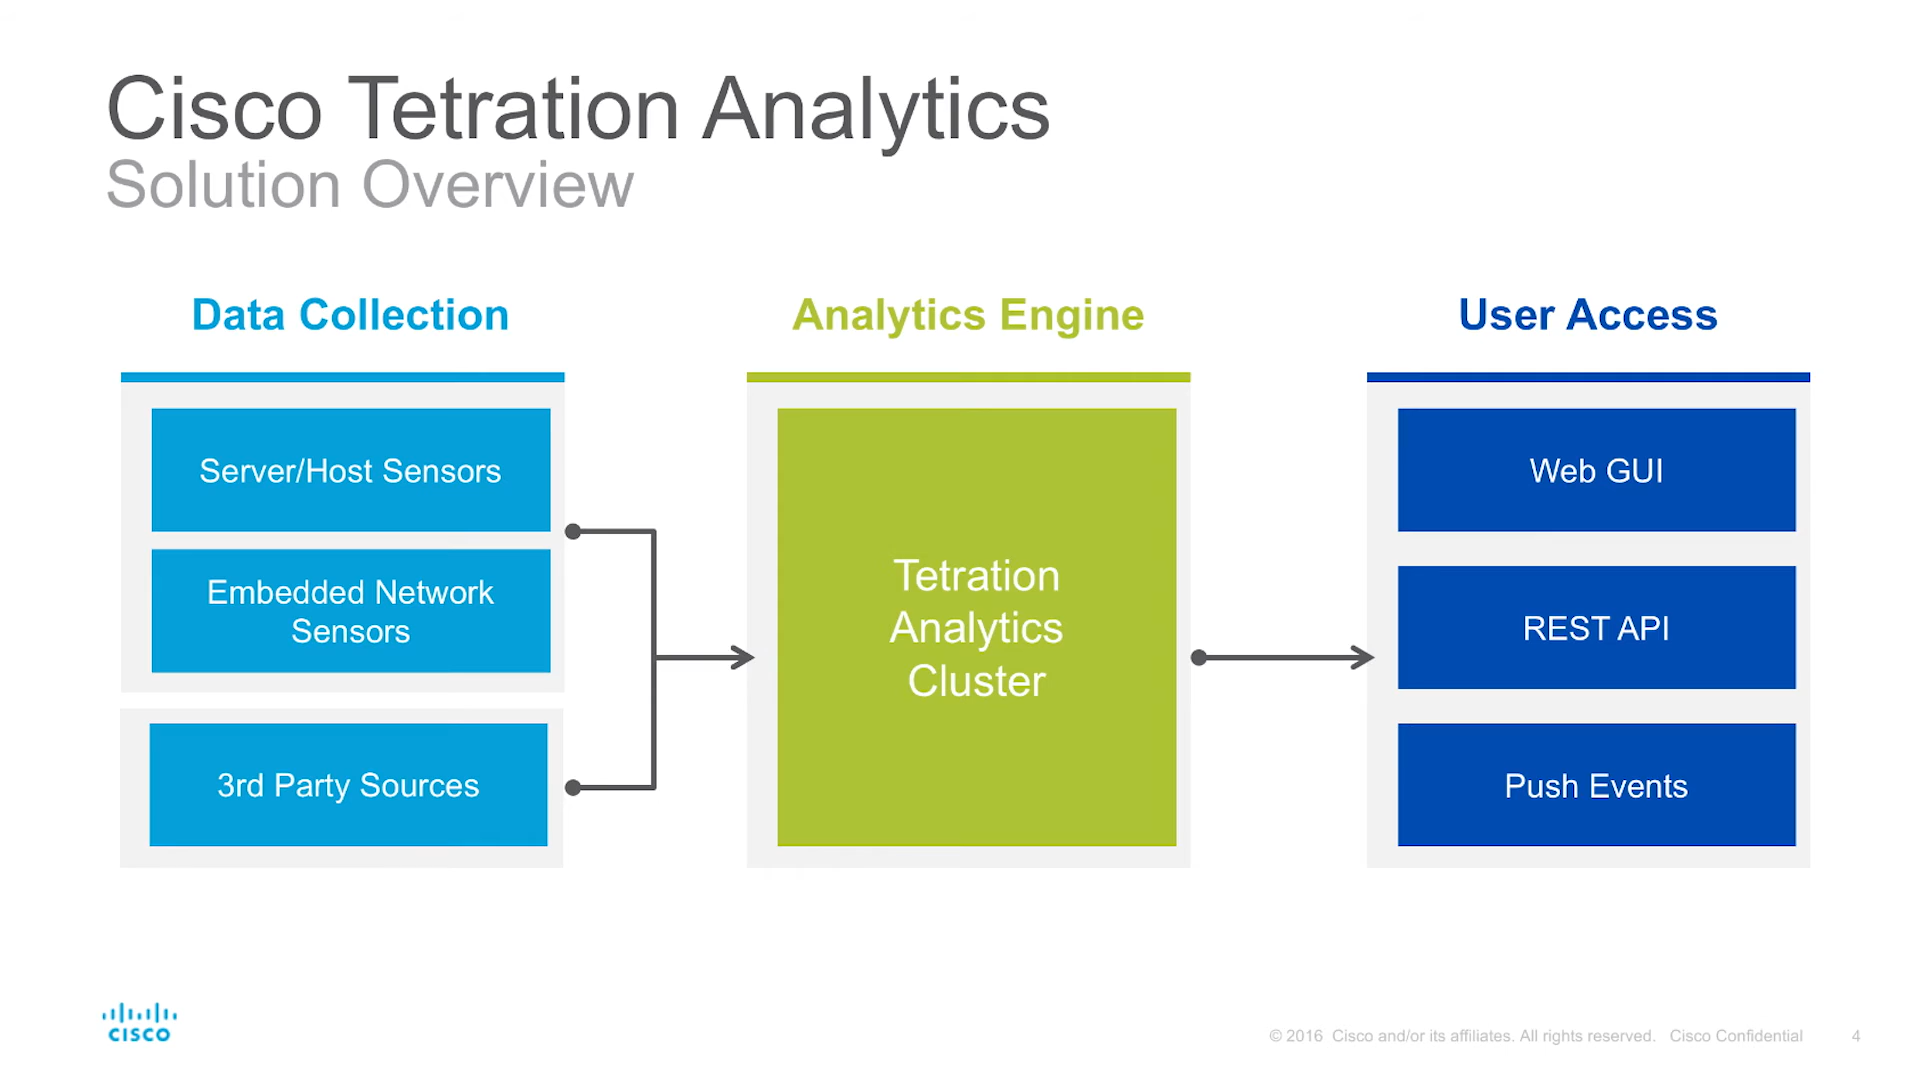 Cisco Tetration Analytics
Solution Overview
Data Collection
Server/Host Sensors
Embedded Network
Sensors
3rd Party Sources
Analytics Engine
Tetration
Analytics
Cluster
User Access
Web GUI
REST API
Push Events
CISCO
© 2016 Cisco and/or its affiliates. All rights reserved. Cisco Confidential
4